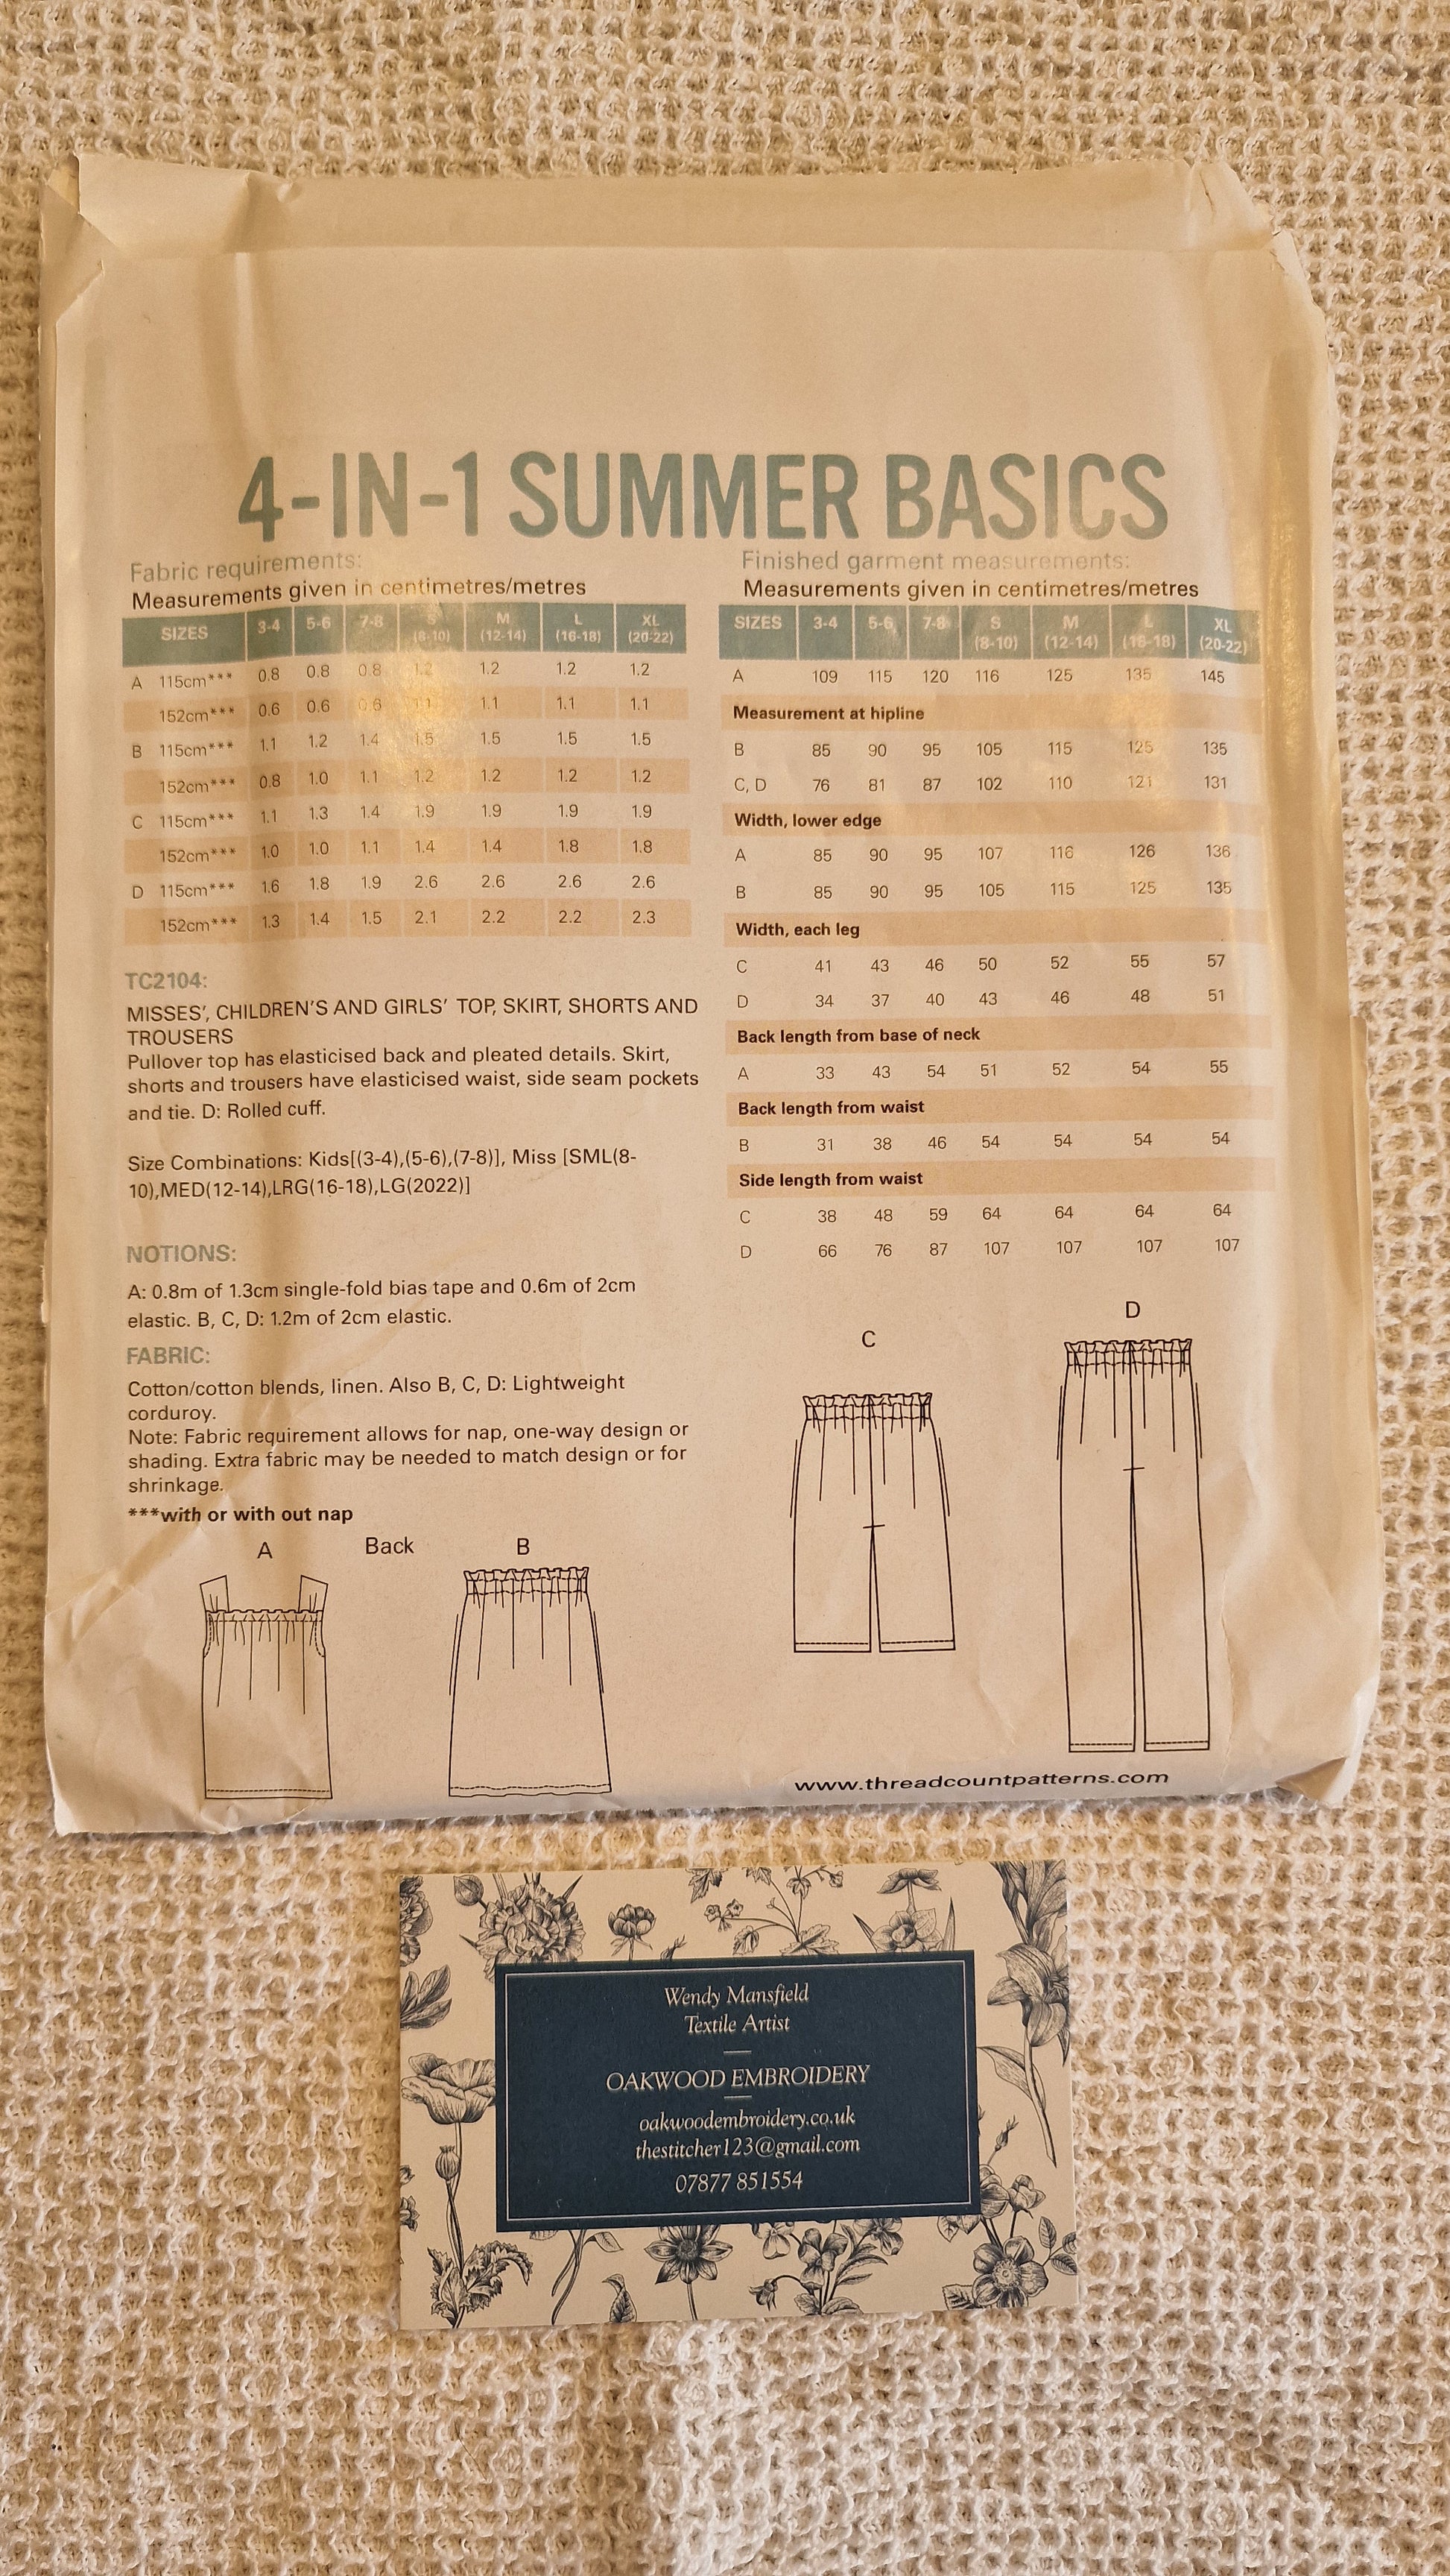 4-IN-1 SUMMER BASICS
Fabric requirements:
Measurements given in centimetres/metres
SIZES 3-4 5-6 7-8 S (8-10) M (12-14) L (16-18) XL (20-22)
A 115cm*** 0.8 0.8 0.8 1.2 1.2 1.2 1.2
152cm*** 0.6 0.6 0.6 1.1 1.1 1.1 1.1
B 115cm*** 1.1 1.2 1.4 1.5 1.5 1.5 1.5
152cm*** 0.8 1.0 1.1 1.2 1.2 1.2 1.2
C 115cm*** 1.1 1.3 1.4 1.9 1.9 1.9 1.9
152cm*** 1.0 1.0 1.1 1.4 1.4 1.8 1.8
D 115cm*** 1.6 1.8 1.9 2.6 2.6 2.6 2.6
152cm*** 1.3 1.4 1.5 2.1 2.2 2.2 2.3
TC2104:
MISSES', CHILDREN'S AND GIRLS' TOP, SKIRT, SHORTS AND
TROUSERS
Pullover top has elasticised back and pleated details. Skirt,
shorts and trousers have elasticised waist, side seam pockets
and tie. D: Rolled cuff.
Size Combinations: Kids[(3-4),(5-6),(7-8)], Miss [SML(8-
10),MED(12-14),LRG(16-18),LG(2022)]
NOTIONS:
A: 0.8m of 1.3cm single-fold bias tape and 0.6m of 2cm
elastic. B, C, D: 1.2m of 2cm elastic.
FABRIC:
Cotton/cotton blends, linen. Also B, C, D: Lightweight
corduroy.
Note: Fabric requirement allows for nap, one-way design or
shading. Extra fabric may be needed to match design or for
shrinkage.
***with or with out nap
A Back B
Finished garment measurements:
Measurements given in centimetres/metres
SIZES 3-4 5-6 7-8 S (8-10) M (12-14) L (16-18) XL (20-22)
A 109 115 120 116 125 135 145
Measurement at hipline
B 85 90 95 105 115 125 135
C, D 76 81 87 102 110 121 131
Width, lower edge
A 85 90 95 107 116 126 136
B 85 90 95 105 115 125 135
Width, each leg
C 41 43 46 50 52 55 57
D 34 37 40 43 46 48 51
Back length from base of neck
A 33 43 54 51 52 54 55
Back length from waist
B 31 38 46 54 54 54 54
Side length from waist
C 38 48 59 64 64 64 64
D 66 76 87 107 107 107 107
C
D
www.threadcountpatterns.com
Wendy Mansfield
Textile Artist
OAKWOOD EMBROIDERY
oakwoodembroidery.co.uk
thestitcher123@gmail.com
07877 851554